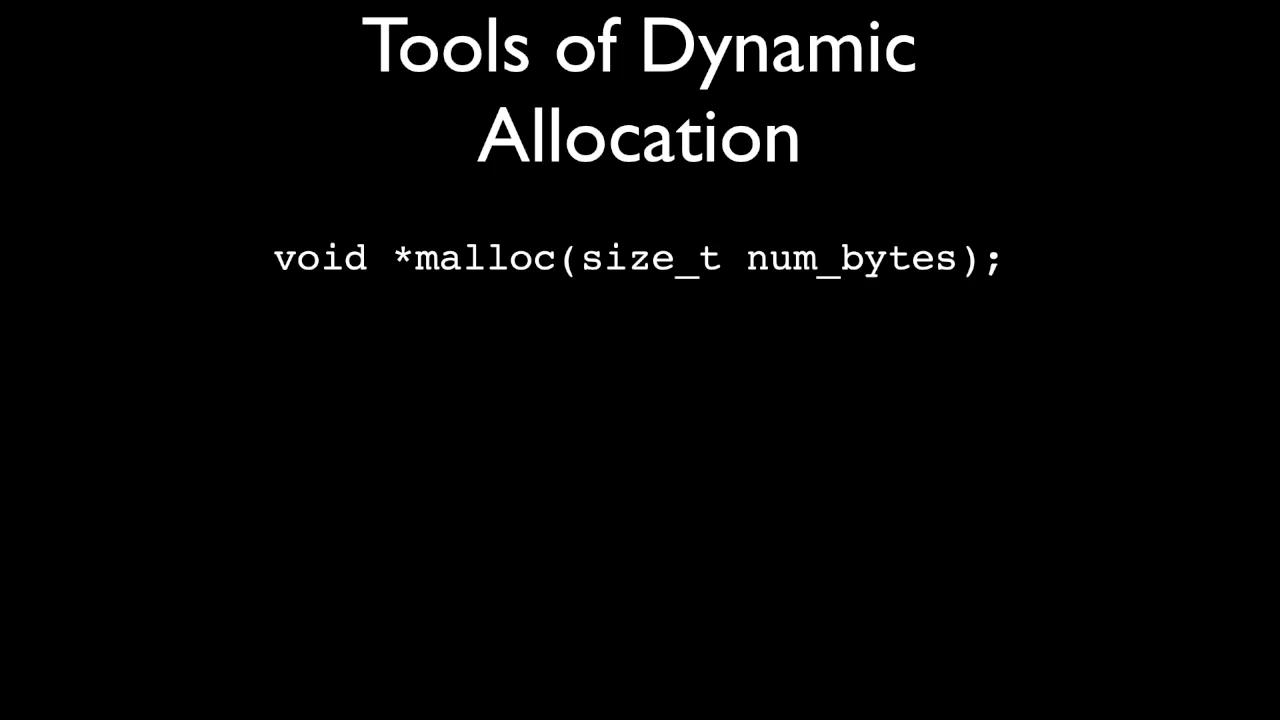 Tools of Dynamic
Allocation
void *malloc(size_t num_bytes);